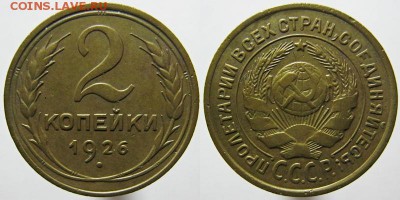 COINS.LAVE.RU
2
КОПЕЙКИ
1926
ПРОЛЕТАРИИ ВСЕХ СТРАН, СОЕДИНЯЙТЕСЬ!
С.С.С.Р.